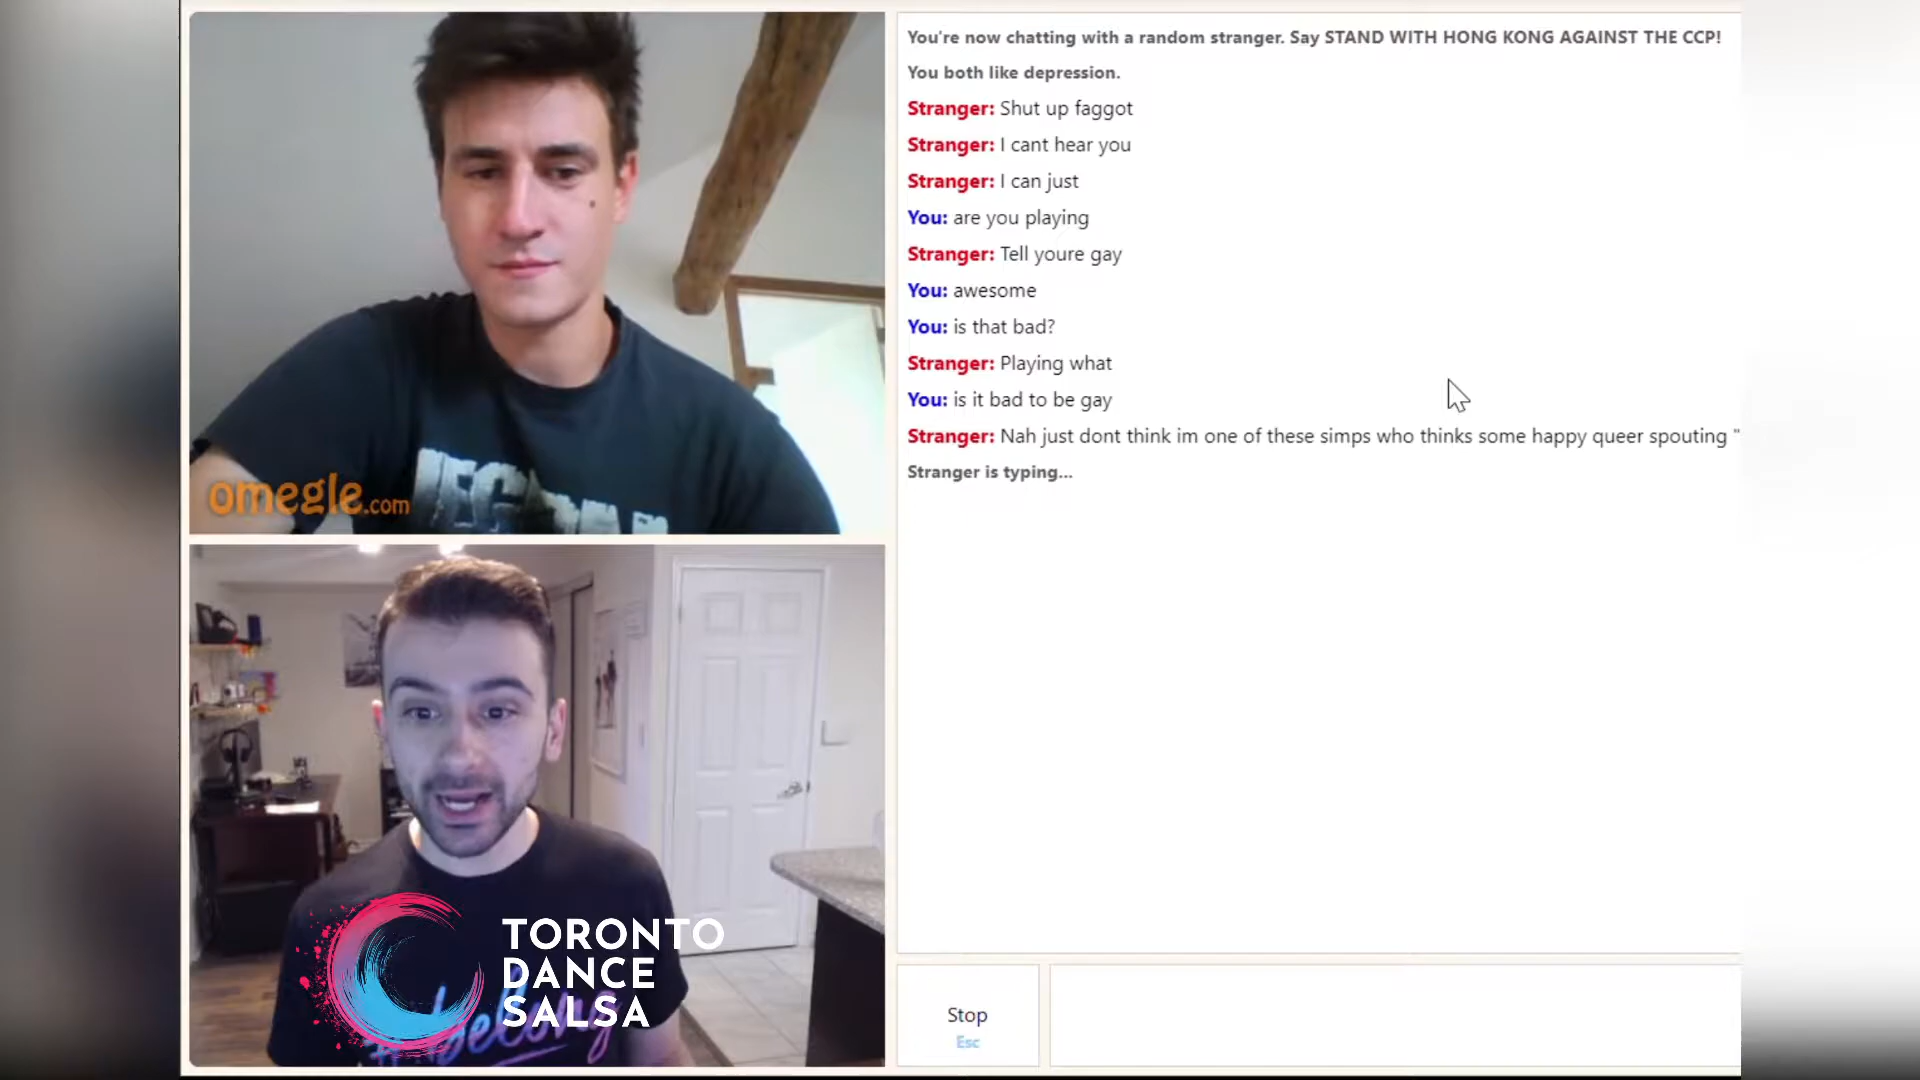 You're now chatting with a random stranger. Say STAND WITH HONG KONG AGAINST THE CCP!
You both like depression.
Stranger: Shut up faggot
Stranger: I cant hear you
Stranger: I can just
You: are you playing
Stranger: Tell youre gay
You: awesome
You: is that bad?
Stranger: Playing what
You: is it bad to be gay
Stranger: Nah just dont think im one of these simps who thinks some happy queer spouting "
Stranger is typing...
omegle.com
TORONTO
DANCE
SALSA
#belong
Stop
Esc